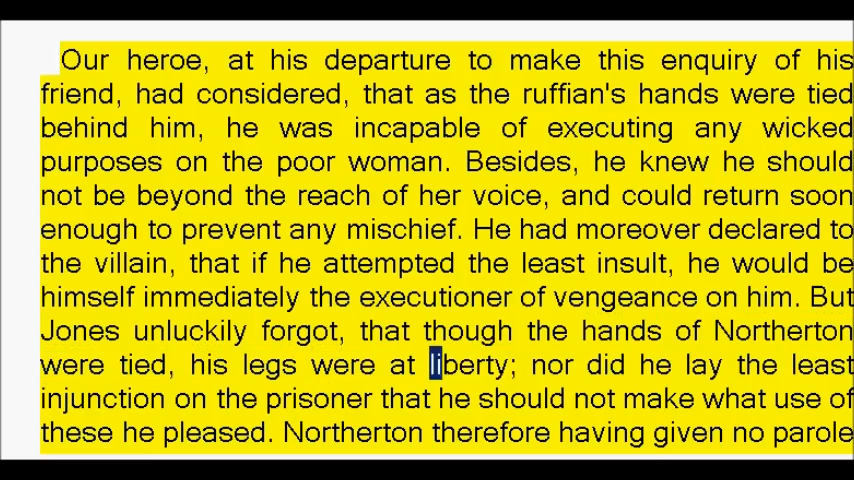 Our heroe, at his departure to make this enquiry of his
friend, had considered, that as the ruffian's hands were tied
behind him, he was incapable of executing any wicked
purposes on the poor woman. Besides, he knew he should
not be beyond the reach of her voice, and could return soon
enough to prevent any mischief. He had moreover declared to
the villain, that if he attempted the least insult, he would be
himself immediately the executioner of vengeance on him. But
Jones unluckily forgot, that though the hands of Northerton
were tied, his legs were at liberty; nor did he lay the least
injunction on the prisoner that he should not make what use of
these he pleased. Northerton therefore having given no parole